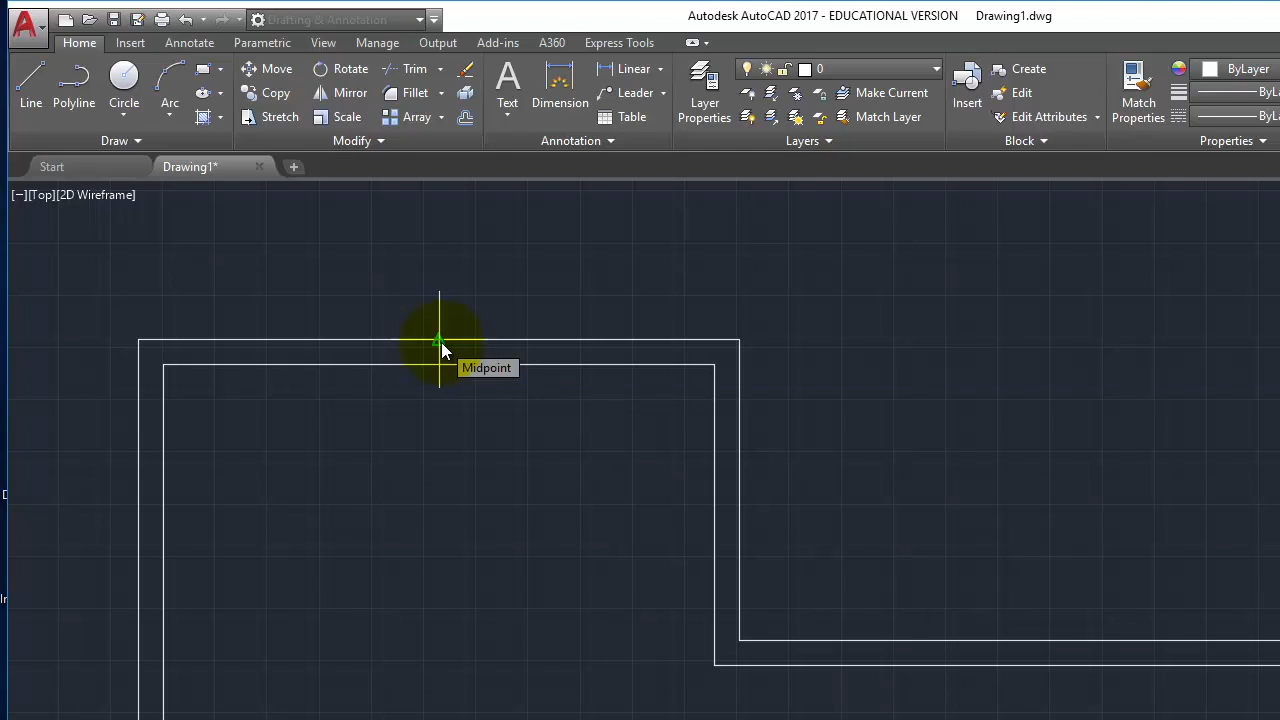 Drafting & Annotation
Autodesk AutoCAD 2017 - EDUCATIONAL VERSION Drawing1.dwg
Home Insert Annotate Parametric View Manage Output Add-ins A360 Express Tools
Move Rotate Trim Linear 0 Create ByLayer
Copy Mirror Fillet Leader Make Current Edit
Line Polyline Circle Arc Text Dimension Layer Properties Insert Match Properties
Stretch Scale Array Table Match Layer Edit Attributes
Draw Modify Annotation Layers Block Properties
Start Drawing1*
[−][Top][2D Wireframe]
Midpoint